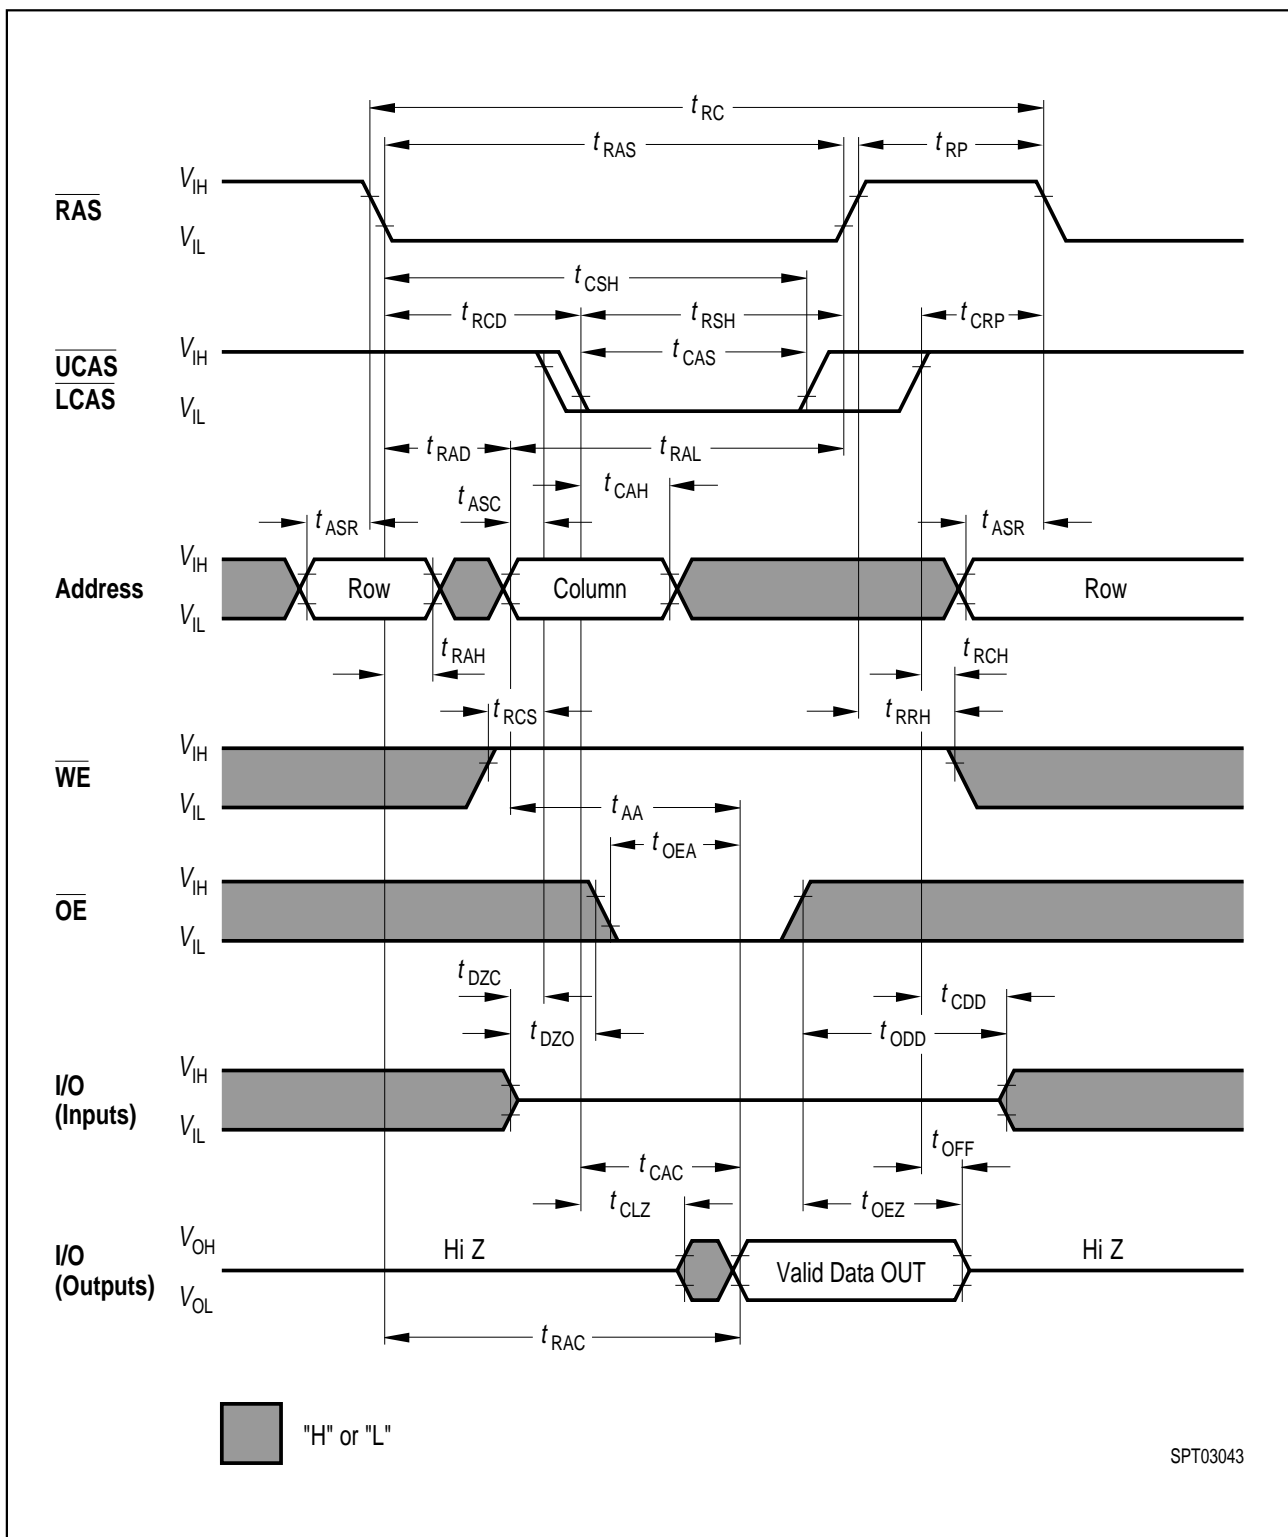 tRC
tRAS
tRP
RAS
VIH
VIL
tCSH
tRCD
tRSH
tCRP
UCAS
LCAS
VIH
VIL
tCAS
tRAD
tRAL
tASC
tCAH
tASR
tASR
Address
VIH
VIL
Row
Column
Row
tRAH
tRCH
tRCS
tRRH
WE
VIH
VIL
tAA
tOEA
OE
VIH
VIL
tDZC
tCDD
tDZO
tODD
I/O
(Inputs)
VIH
VIL
tOFF
tCAC
tCLZ
tOEZ
I/O
(Outputs)
VOH
VOL
Hi Z
Valid Data OUT
Hi Z
tRAC
"H" or "L"
SPT03043